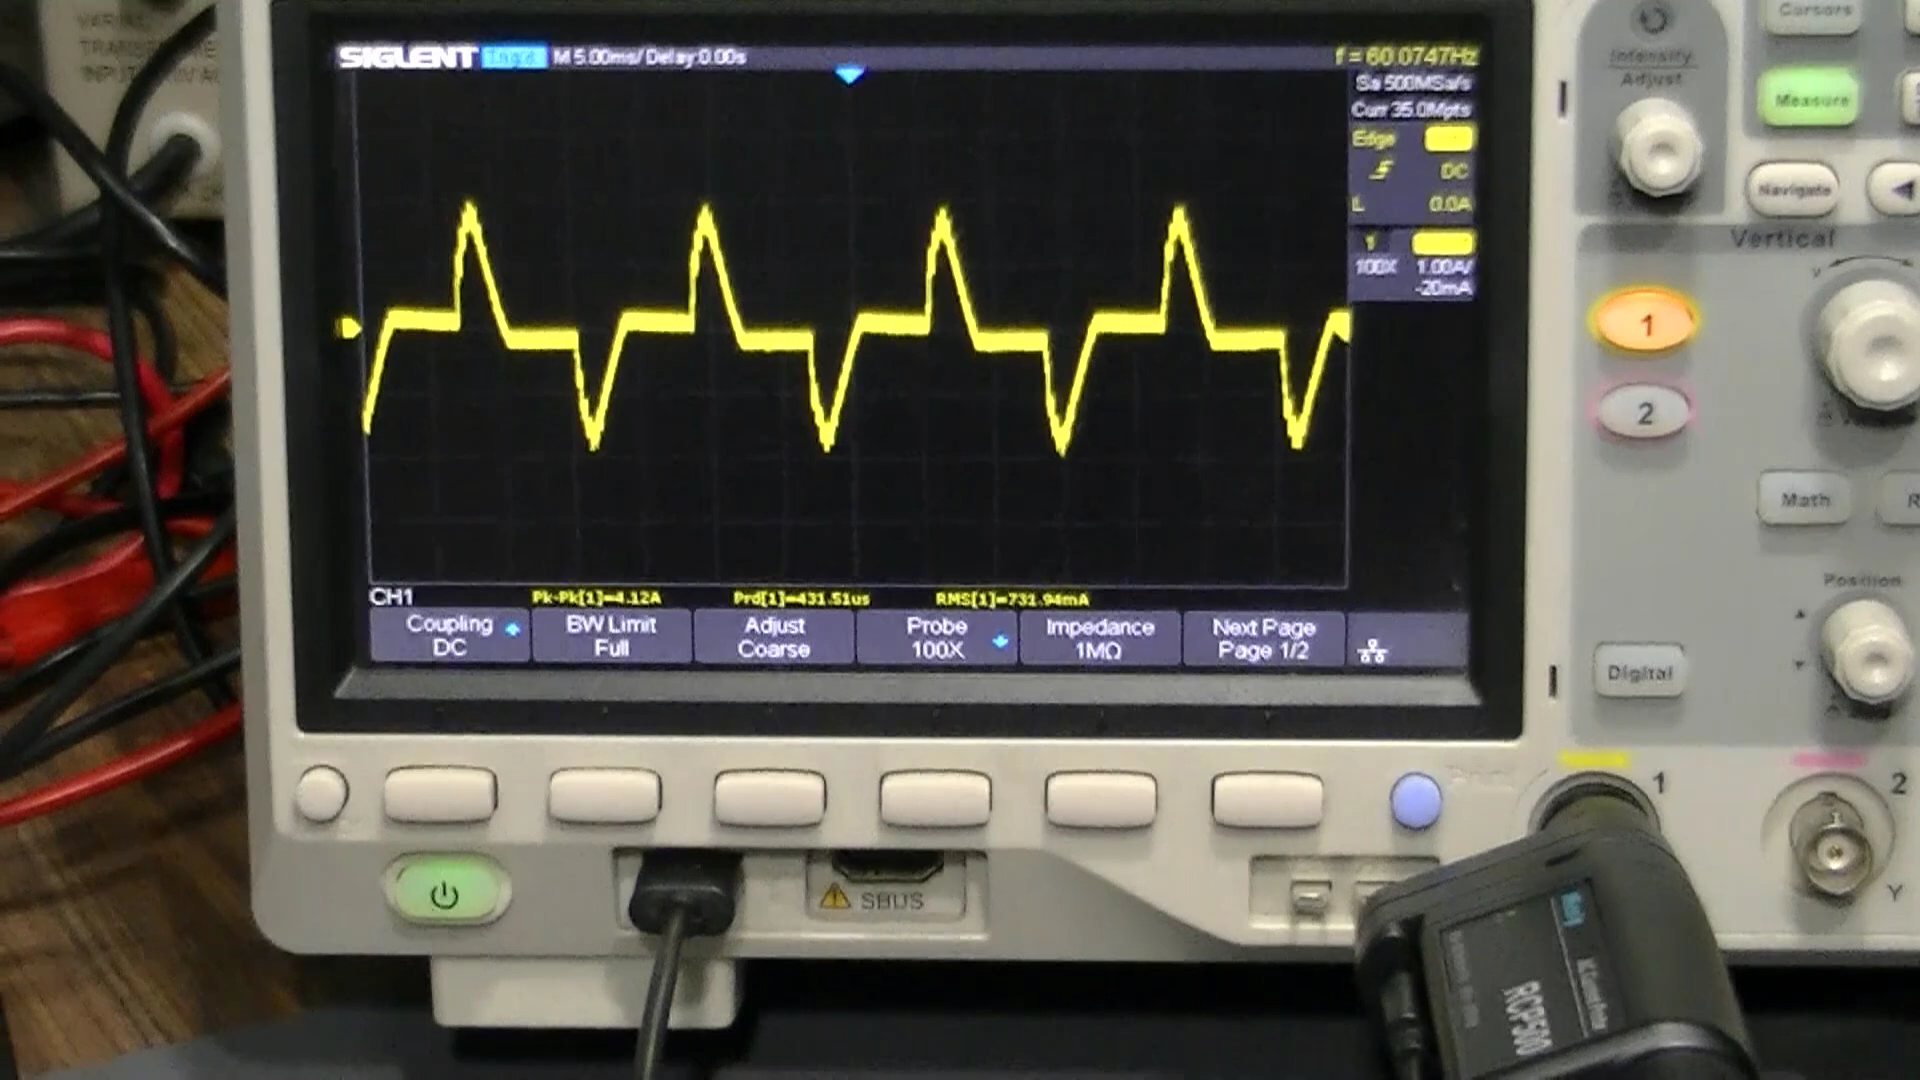 SIGLENT Trig'd M 5.00ms/ Delay:0.00s f = 60.0747Hz
Sa 500MSa/s
Curr 35.0Mpts
Edge
DC
L 0.0A
1
100X 1.00A/
-20mA
CH1 Pk-Pk[1]=4.12A Prd[1]=431.51us RMS[1]=731.94mA
Coupling BW Limit Adjust Probe Impedance Next Page
DC Full Coarse 100X 1MΩ Page 1/2
Cursors
Intensity
Adjust
Measure
Navigate
Vertical
1
2
Math
Position
Digital
1
2
Y
SBUS
RCP500